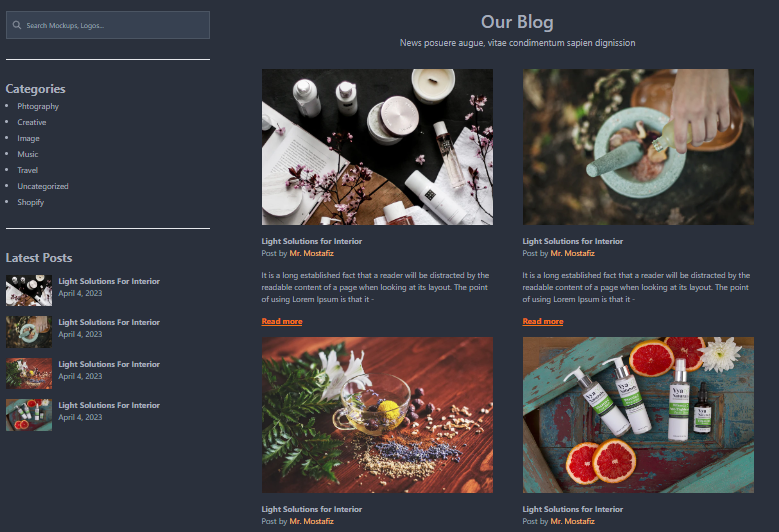 Search Mockups, Logos...
Categories
Phtography
Creative
Image
Music
Travel
Uncategorized
Shopify
Latest Posts
Light Solutions For Interior
April 4, 2023
Light Solutions For Interior
April 4, 2023
Light Solutions For Interior
April 4, 2023
Light Solutions For Interior
April 4, 2023
Our Blog
News posuere augue, vitae condimentum sapien dignission
Light Solutions for Interior
Post by Mr. Mostafiz
It is a long established fact that a reader will be distracted by the
readable content of a page when looking at its layout. The point
of using Lorem Ipsum is that it -
Read more
Light Solutions for Interior
Post by Mr. Mostafiz
It is a long established fact that a reader will be distracted by the
readable content of a page when looking at its layout. The point
of using Lorem Ipsum is that it -
Read more
Light Solutions for Interior
Post by Mr. Mostafiz
Light Solutions for Interior
Post by Mr. Mostafiz